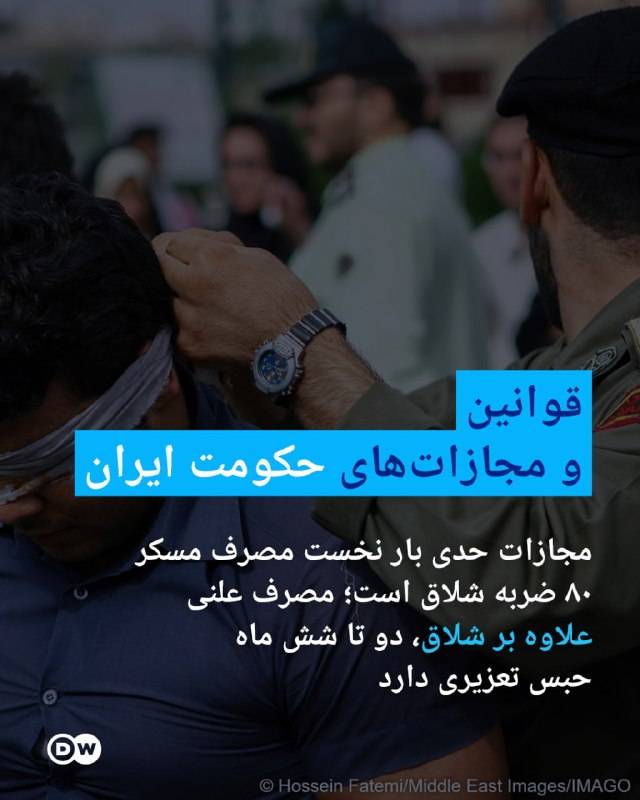 قوانین
و مجازات‌های حکومت ایران
مجازات حدی بار نخست مصرف مسکر
۸۰ ضربه شلاق است؛ مصرف علنی
علاوه بر شلاق، دو تا شش ماه
حبس تعزیری دارد
DW
© Hossein Fatemi/Middle East Images/IMAGO